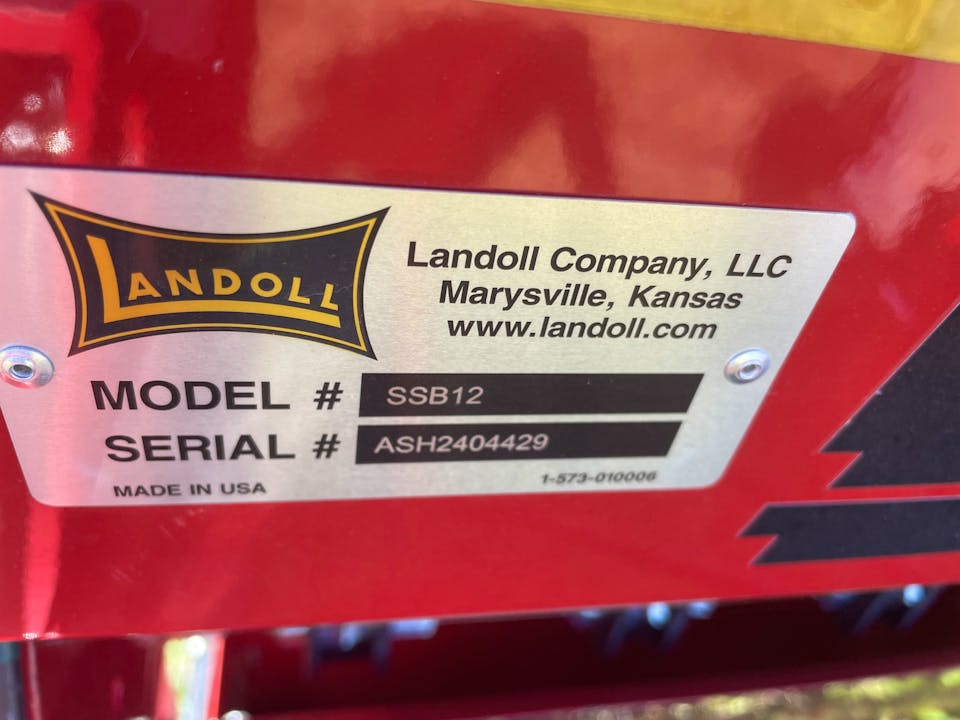 LANDOLL
Landoll Company, LLC
Marysville, Kansas
www.landoll.com
MODEL # SSB12
SERIAL # ASH2404429
MADE IN USA
1-573-010006